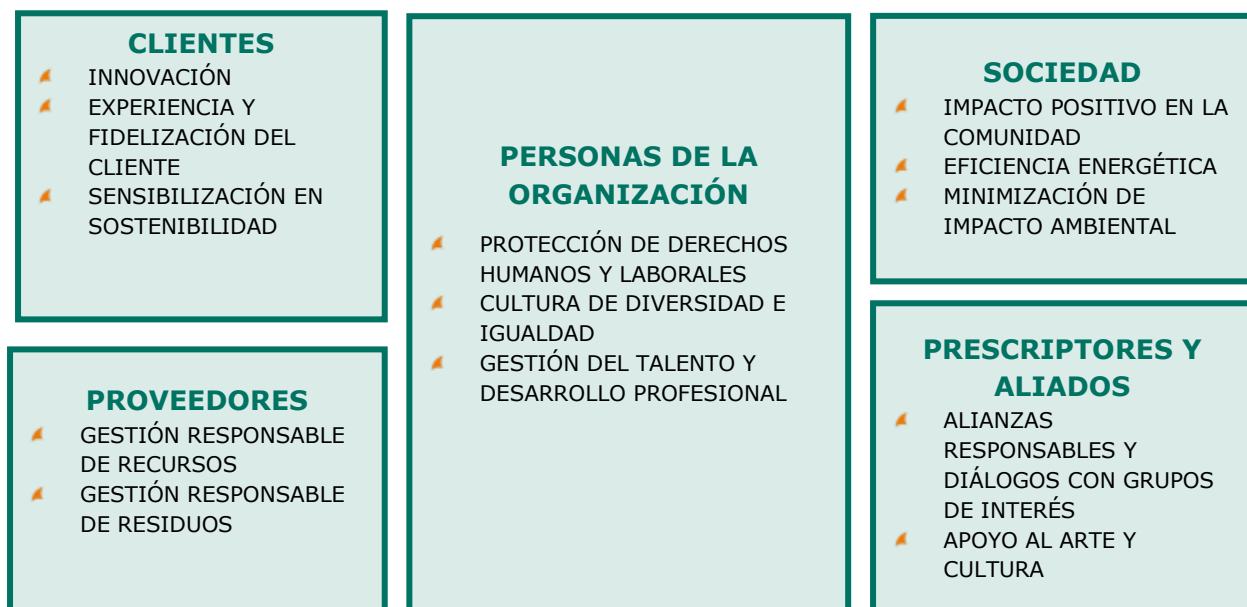 CLIENTES
INNOVACIÓN
EXPERIENCIA Y
FIDELIZACIÓN DEL
CLIENTE
SENSIBILIZACIÓN EN
SOSTENIBILIDAD
PROVEEDORES
GESTIÓN RESPONSABLE
DE RECURSOS
GESTIÓN RESPONSABLE
DE RESIDUOS
PERSONAS DE LA
ORGANIZACIÓN
PROTECCIÓN DE DERECHOS
HUMANOS Y LABORALES
CULTURA DE DIVERSIDAD E
IGUALDAD
GESTIÓN DEL TALENTO Y
DESARROLLO PROFESIONAL
SOCIEDAD
IMPACTO POSITIVO EN LA
COMUNIDAD
EFICIENCIA ENERGÉTICA
MINIMIZACIÓN DE
IMPACTO AMBIENTAL
PRESCRIPTORES Y
ALIADOS
ALIANZAS
RESPONSABLES Y
DIÁLOGOS CON GRUPOS
DE INTERÉS
APOYO AL ARTE Y
CULTURA